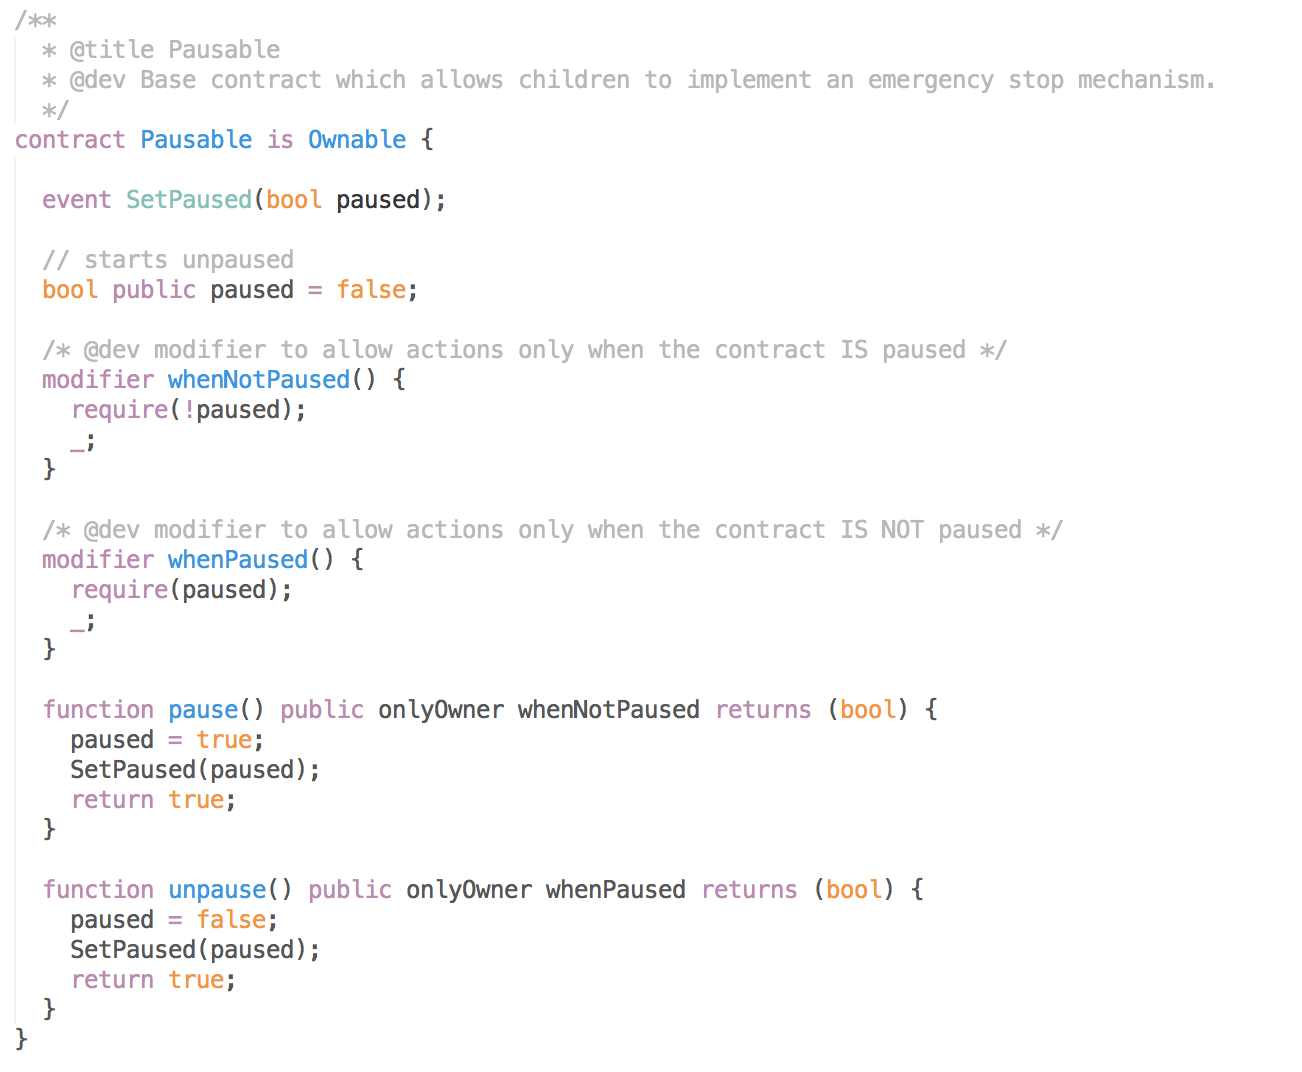 /**
  * @title Pausable
  * @dev Base contract which allows children to implement an emergency stop mechanism.
  */
contract Pausable is Ownable {

  event SetPaused(bool paused);

  // starts unpaused
  bool public paused = false;

  /* @dev modifier to allow actions only when the contract IS paused */
  modifier whenNotPaused() {
    require(!paused);
    _;
  }

  /* @dev modifier to allow actions only when the contract IS NOT paused */
  modifier whenPaused() {
    require(paused);
    _;
  }

  function pause() public onlyOwner whenNotPaused returns (bool) {
    paused = true;
    SetPaused(paused);
    return true;
  }

  function unpause() public onlyOwner whenPaused returns (bool) {
    paused = false;
    SetPaused(paused);
    return true;
  }
}